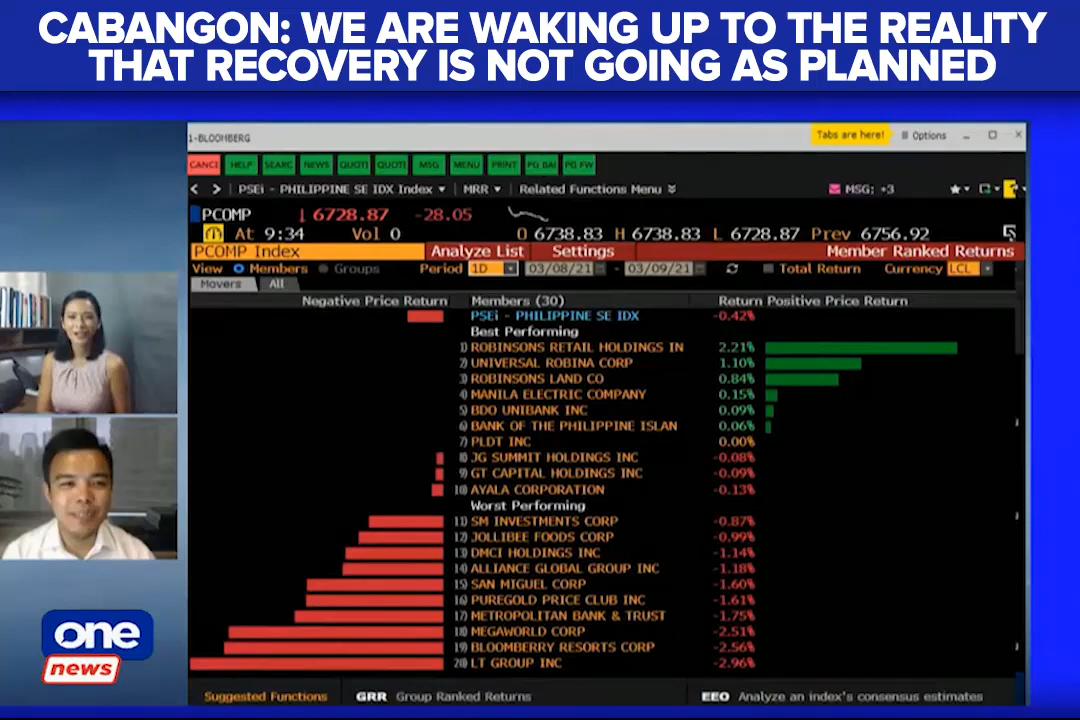 CABANGON: WE ARE WAKING UP TO THE REALITY
THAT RECOVERY IS NOT GOING AS PLANNED
1-BLOOMBERG
Tabs are here!
Options
CANCL HELP SEARC NEWS QUOTE QUOTE MSG MENU PRINT PG BAC PG FW
< > PSEi - PHILIPPINE SE IDX Index MRR Related Functions Menu MSG: +3
PCOMP 6728.87 -28.05
At 9:34 Vol 0 O 6738.83 H 6738.83 L 6728.87 Prev 6756.92
PCOMP Index Analyze List Settings Member Ranked Returns
View Members Groups Period 1D 03/08/21 - 03/09/21 Total Return Currency LCL
Movers All
Negative Price Return Members (30) Return Positive Price Return
PSEi - PHILIPPINE SE IDX -0.42%
Best Performing
1) ROBINSONS RETAIL HOLDINGS IN 2.21%
2) UNIVERSAL ROBINA CORP 1.10%
3) ROBINSONS LAND CO 0.84%
4) MANILA ELECTRIC COMPANY 0.15%
5) BDO UNIBANK INC 0.09%
6) BANK OF THE PHILIPPINE ISLAN 0.06%
7) PLDT INC 0.00%
8) JG SUMMIT HOLDINGS INC -0.08%
9) GT CAPITAL HOLDINGS INC -0.09%
10) AYALA CORPORATION -0.13%
Worst Performing
11) SM INVESTMENTS CORP -0.87%
12) JOLLIBEE FOODS CORP -0.99%
13) DMCI HOLDINGS INC -1.14%
14) ALLIANCE GLOBAL GROUP INC -1.18%
15) SAN MIGUEL CORP -1.60%
16) PUREGOLD PRICE CLUB INC -1.61%
17) METROPOLITAN BANK & TRUST -1.75%
18) MEGAWORLD CORP -2.51%
19) BLOOMBERRY RESORTS CORP -2.56%
20) LT GROUP INC -2.96%
Suggested Functions GRR Group Ranked Returns EEO Analyze an index's consensus estimates
one
news